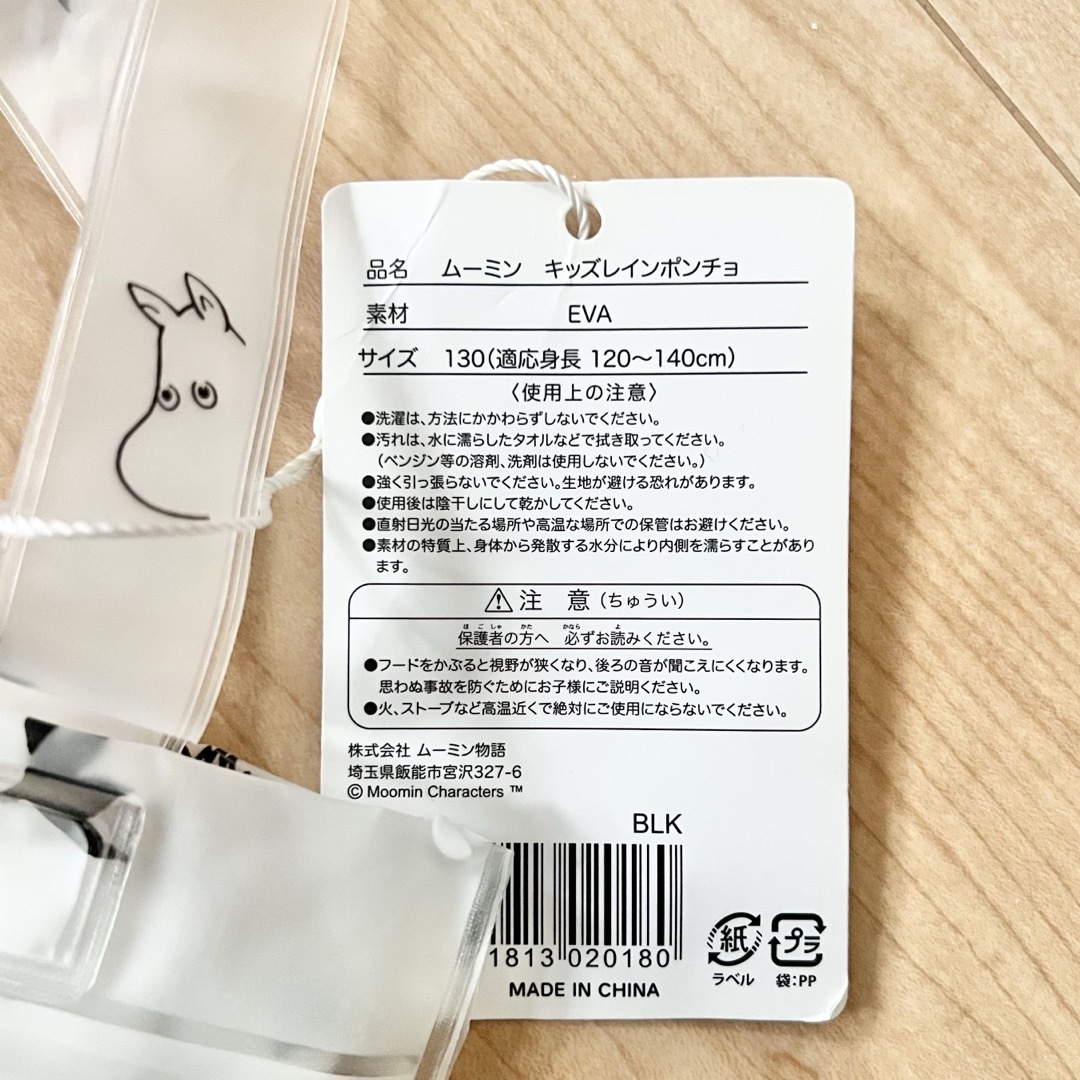 品名 ムーミン キッズレインポンチョ
素材 EVA
サイズ 130(適応身長 120～140cm)
〈使用上の注意〉
●洗濯は、方法にかかわらずしないでください。
●汚れは、水に濡らしたタオルなどで拭き取ってください。
(ベンジン等の溶剤、洗剤は使用しないでください。)
●強く引っ張らないでください。生地が避ける恐れがあります。
●使用後は陰干しにして乾かしてください。
●直射日光の当たる場所や高温な場所での保管はお避けください。
●素材の特質上、身体から発散する水分により内側を濡らすことがあり
ます。
⚠注 意(ちゅうい)
保護者の方へ 必ずお読みください。
●フードをかぶると視野が狭くなり、後ろの音が聞こえにくくなります。
思わぬ事故を防ぐためにお子様にご説明ください。
●火、ストーブなど高温近くで絶対にご使用にならないでください。
株式会社 ムーミン物語
埼玉県飯能市宮沢327-6
© Moomin Characters ™
BLK
1813 020180
MADE IN CHINA
紙
ラベル
プラ
袋:PP